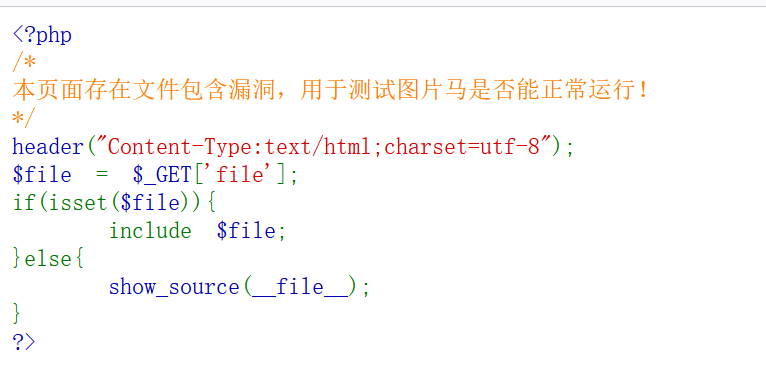 <?php
/*
本页面存在文件包含漏洞，用于测试图片马是否能正常运行！
*/
header("Content-Type:text/html;charset=utf-8");
$file  =  $_GET['file'];
if(isset($file)){
        include  $file;
}else{
        show_source(__file__);
}
?>